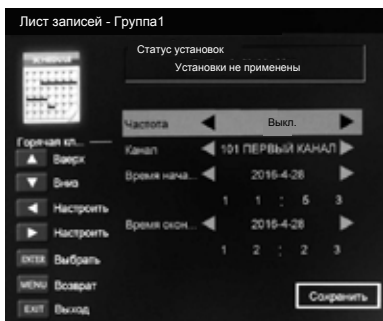 Лист записей - Группа1
Статус установок
Установки не применены
Частота Выкл.
Канал 101 ПЕРВЫЙ КАНАЛ
Время нача... 2016-4-28
1 1 : 5 3
Время окон... 2016-4-28
1 2 : 2 3
Горячая кл...
Вверх
Вниз
Настроить
Настроить
ENTER Выбрать
MENU Возврат
EXIT Выход
Сохранить